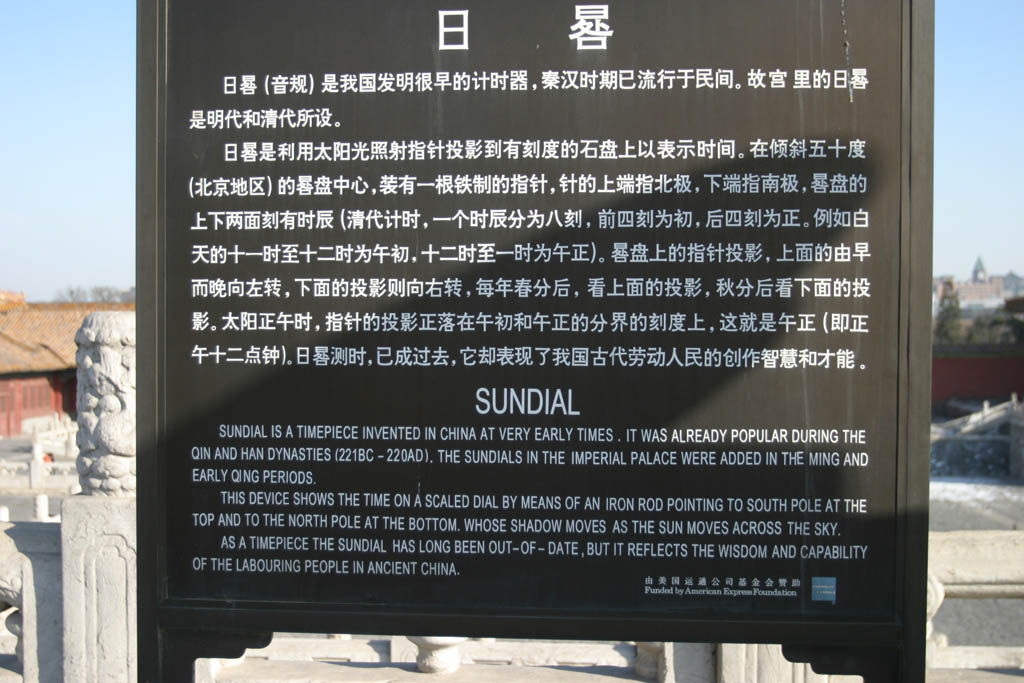 日 晷
日晷 (音规) 是我国发明很早的计时器，秦汉时期已流行于民间。故宫里的日晷
是明代和清代所设。
日晷是利用太阳光照射指针投影到有刻度的石盘上以表示时间。在倾斜五十度
(北京地区) 的晷盘中心，装有一根铁制的指针，针的上端指北极，下端指南极，晷盘的
上下两面刻有时辰 (清代计时，一个时辰分为八刻，前四刻为初，后四刻为正。例如白
天的十一时至十二时为午初，十二时至一时为午正)。晷盘上的指针投影，上面的由早
而晚向左转，下面的投影则向右转，每年春分后，看上面的投影，秋分后看下面的投
影。太阳正午时，指针的投影正落在午初和午正的分界的刻度上，这就是午正 (即正
午十二点钟)。日晷测时，已成过去，它却表现了我国古代劳动人民的创作智慧和才能。
SUNDIAL
SUNDIAL IS A TIMEPIECE INVENTED IN CHINA AT VERY EARLY TIMES. IT WAS ALREADY POPULAR DURING THE
QIN AND HAN DYNASTIES (221BC-220AD). THE SUNDIALS IN THE IMPERIAL PALACE WERE ADDED IN THE MING AND
EARLY QING PERIODS.
THIS DEVICE SHOWS THE TIME ON A SCALED DIAL BY MEANS OF AN IRON ROD POINTING TO SOUTH POLE AT THE
TOP AND TO THE NORTH POLE AT THE BOTTOM. WHOSE SHADOW MOVES AS THE SUN MOVES ACROSS THE SKY.
AS A TIMEPIECE THE SUNDIAL HAS LONG BEEN OUT-OF-DATE, BUT IT REFLECTS THE WISDOM AND CAPABILITY
OF THE LABOURING PEOPLE IN ANCIENT CHINA.
由美国运通公司基金会赞助
Funded by American Express Foundation